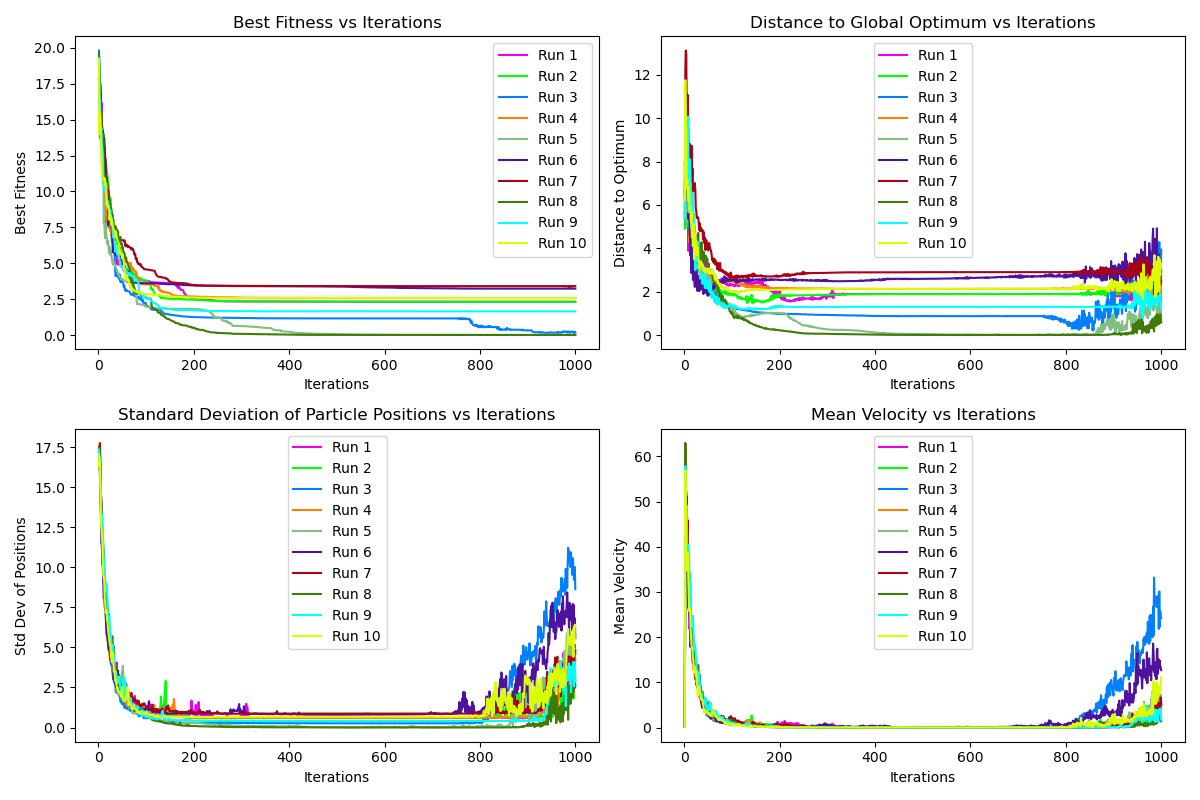 Best Fitness vs Iterations
Best Fitness
20.0
17.5
15.0
12.5
10.0
7.5
5.0
2.5
0.0
0 200 400 600 800 1000
Iterations
Run 1
Run 2
Run 3
Run 4
Run 5
Run 6
Run 7
Run 8
Run 9
Run 10
Distance to Global Optimum vs Iterations
Distance to Optimum
12
10
8
6
4
2
0
0 200 400 600 800 1000
Iterations
Run 1
Run 2
Run 3
Run 4
Run 5
Run 6
Run 7
Run 8
Run 9
Run 10
Standard Deviation of Particle Positions vs Iterations
Std Dev of Positions
17.5
15.0
12.5
10.0
7.5
5.0
2.5
0.0
0 200 400 600 800 1000
Iterations
Run 1
Run 2
Run 3
Run 4
Run 5
Run 6
Run 7
Run 8
Run 9
Run 10
Mean Velocity vs Iterations
Mean Velocity
60
50
40
30
20
10
0
0 200 400 600 800 1000
Iterations
Run 1
Run 2
Run 3
Run 4
Run 5
Run 6
Run 7
Run 8
Run 9
Run 10